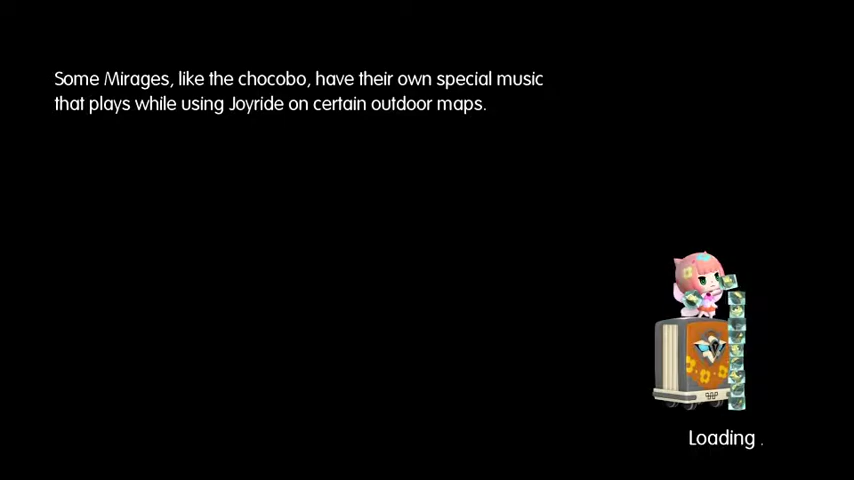 Some Mirages, like the chocobo, have their own special music
that plays while using Joyride on certain outdoor maps.
Loading .